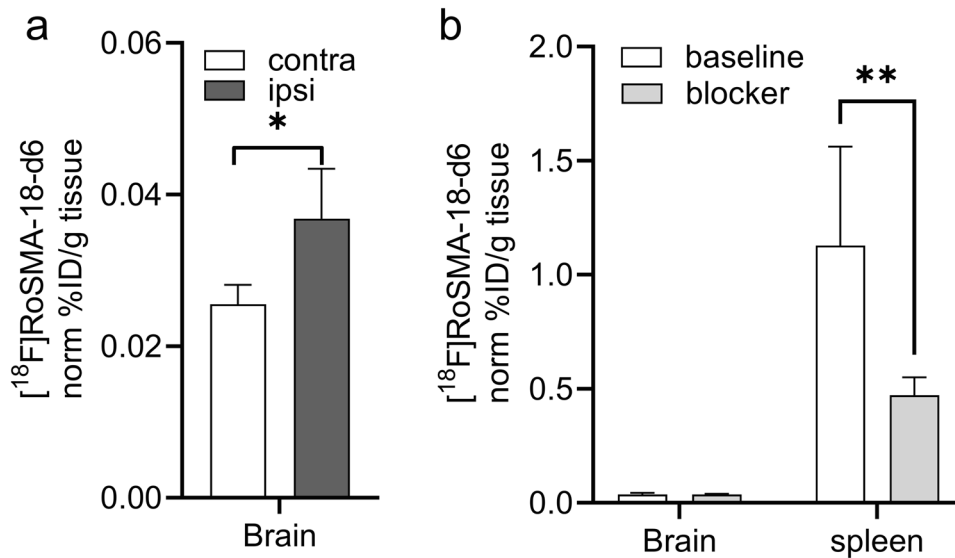 a
[¹⁸F]RoSMA-18-d6
norm %ID/g tissue
0.06
0.04
0.02
0.00
contra
ipsi
*
Brain
b
[¹⁸F]RoSMA-18-d6
norm %ID/g tissue
2.0
1.5
1.0
0.5
0.0
baseline
blocker
**
Brain
spleen